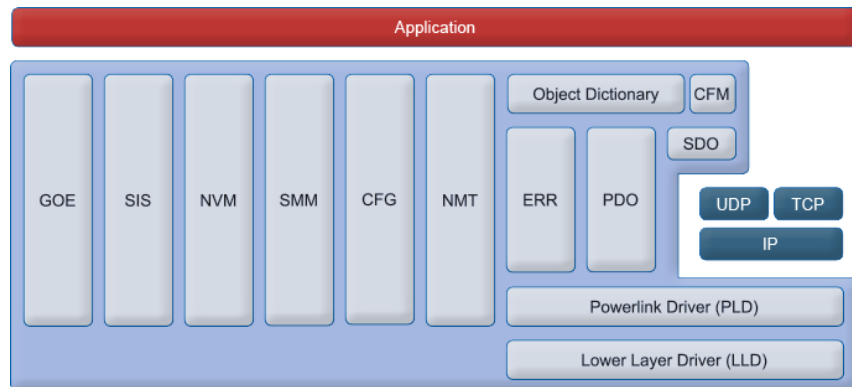 Application
Object Dictionary
CFM
SDO
GOE
SIS
NVM
SMM
CFG
NMT
ERR
PDO
UDP
TCP
IP
Powerlink Driver (PLD)
Lower Layer Driver (LLD)